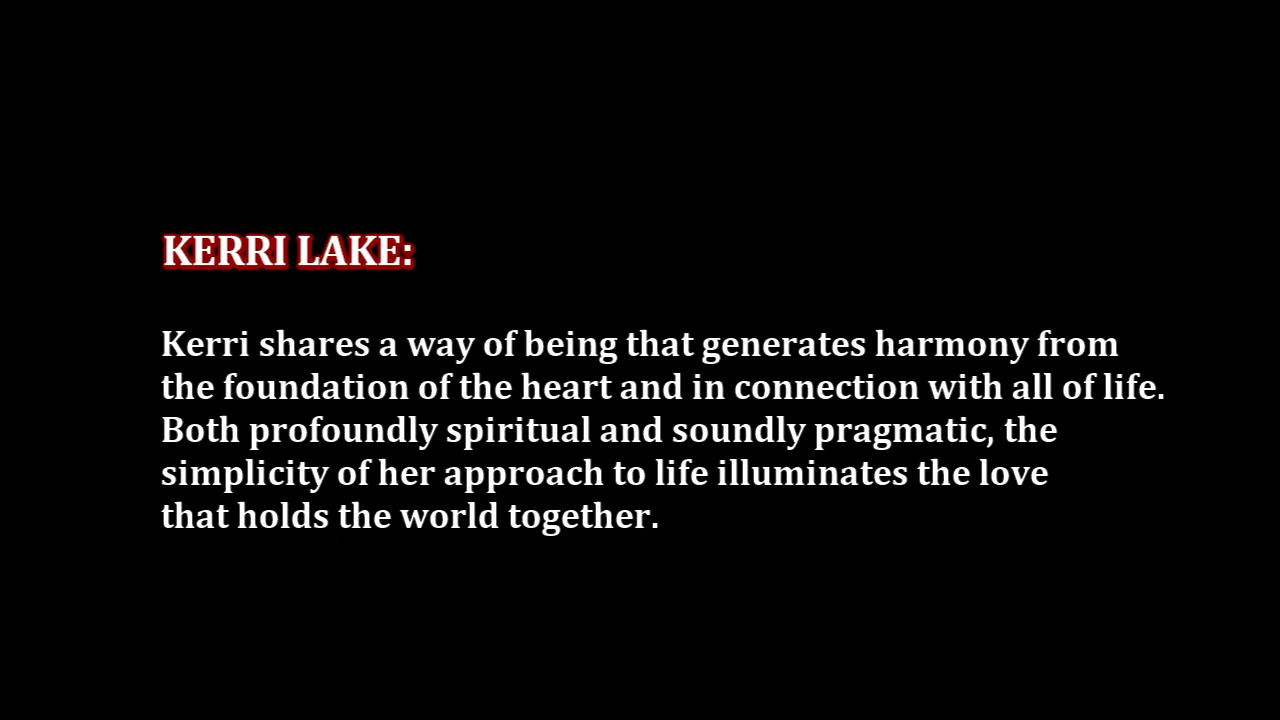 KERRI LAKE:
Kerri shares a way of being that generates harmony from
the foundation of the heart and in connection with all of life.
Both profoundly spiritual and soundly pragmatic, the
simplicity of her approach to life illuminates the love
that holds the world together.